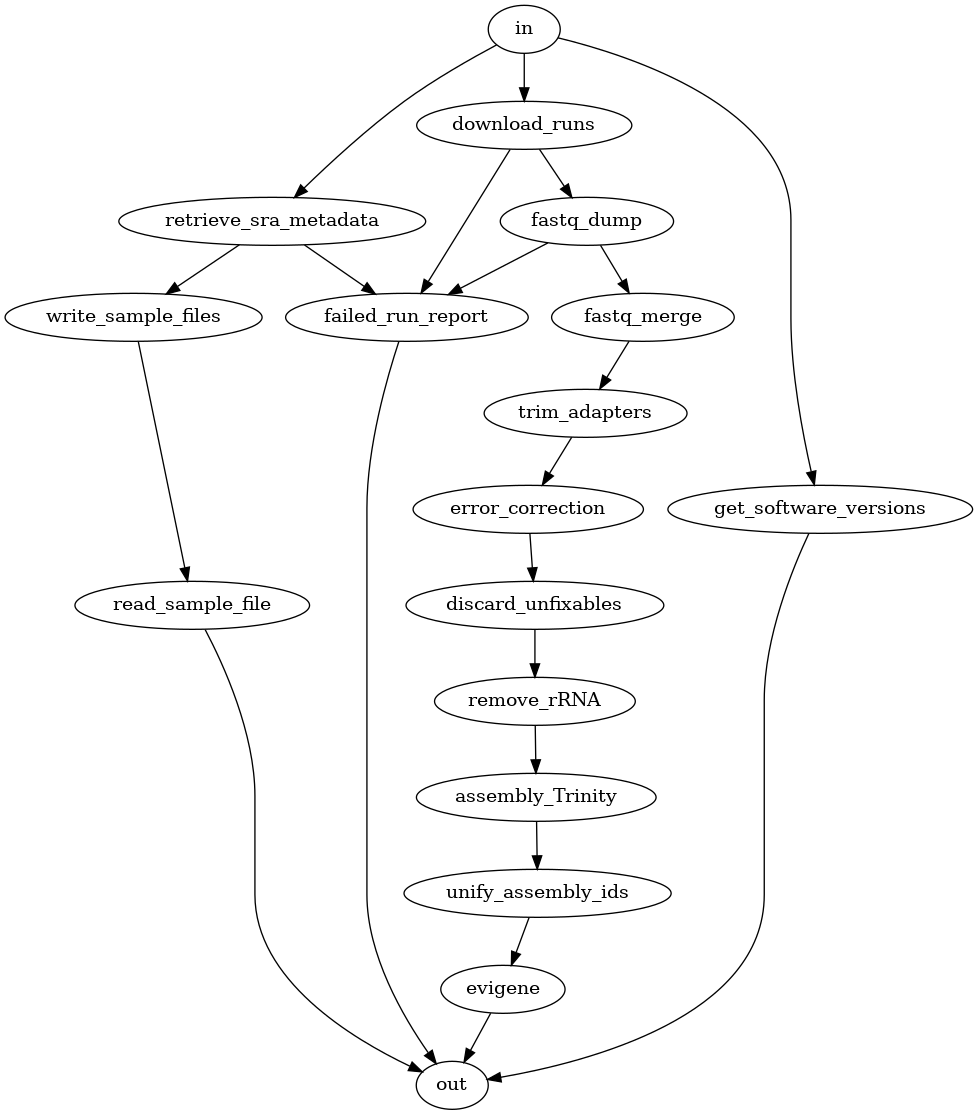 in
download_runs
retrieve_sra_metadata
fastq_dump
write_sample_files
failed_run_report
fastq_merge
trim_adapters
error_correction
get_software_versions
read_sample_file
discard_unfixables
remove_rRNA
assembly_Trinity
unify_assembly_ids
evigene
out